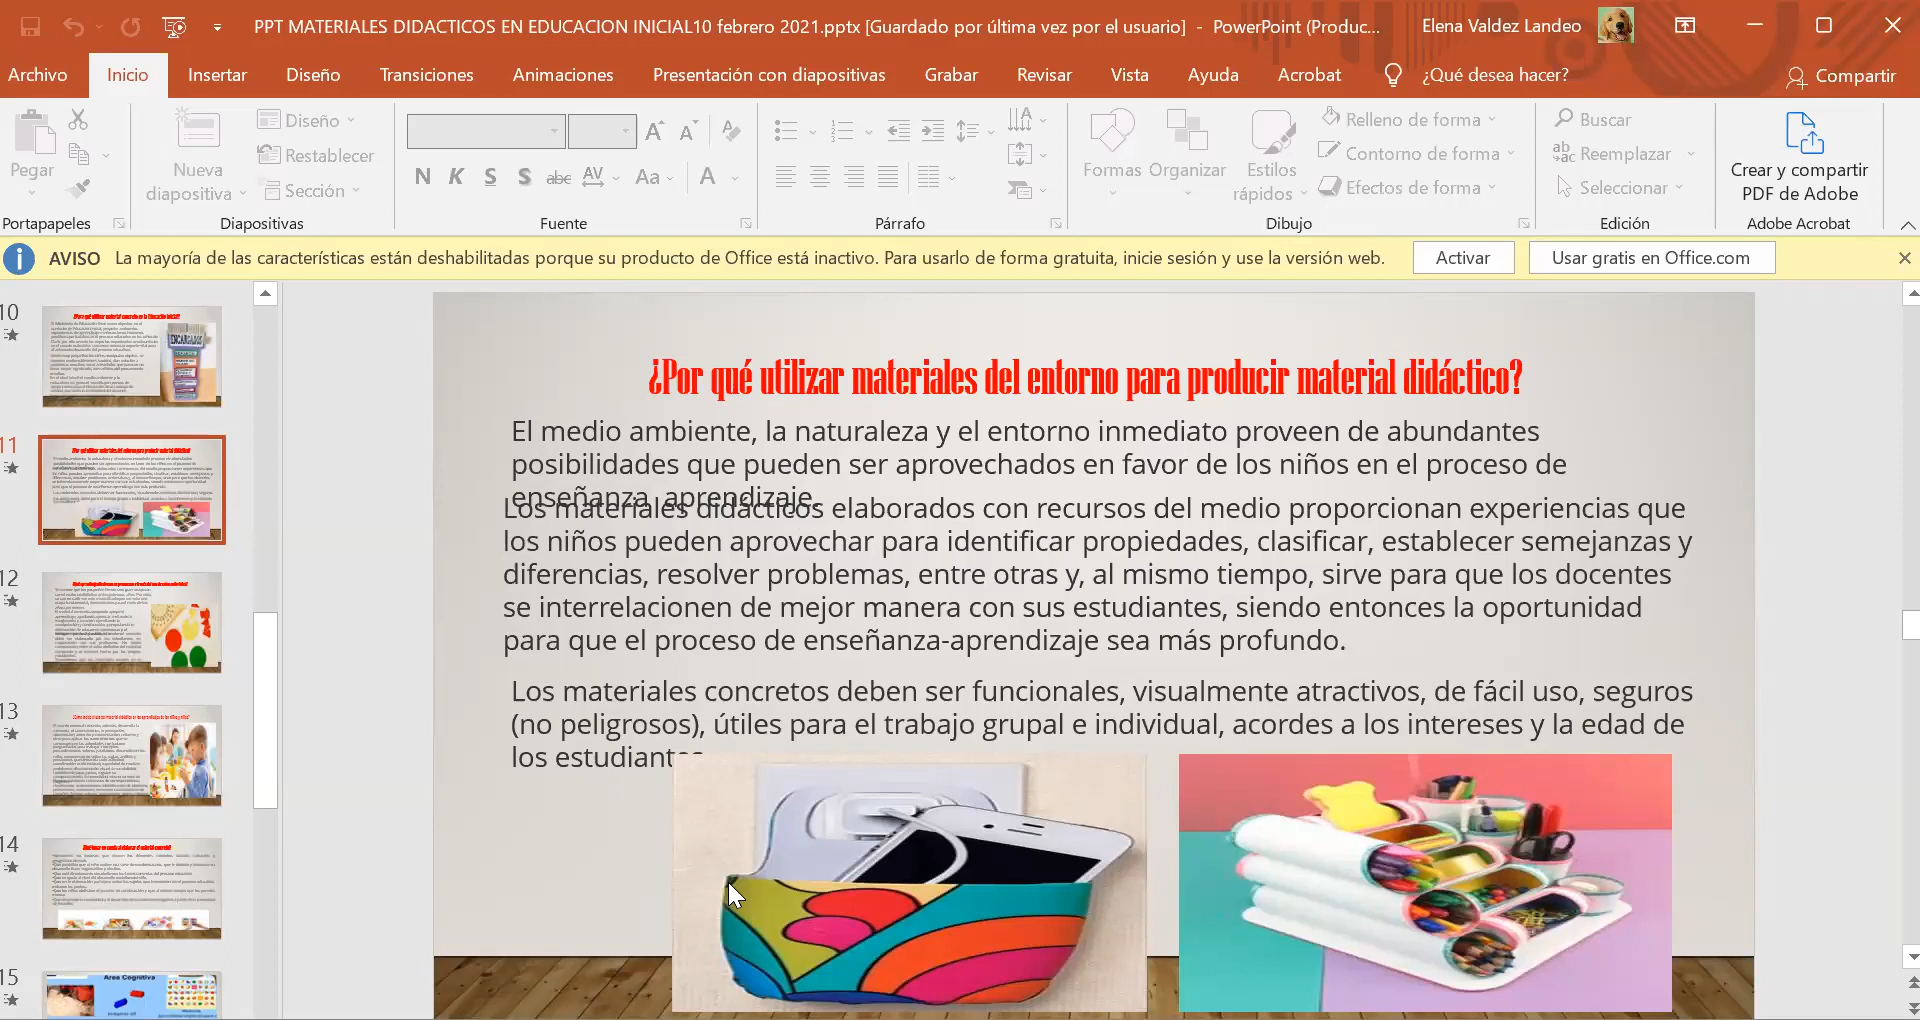 PPT MATERIALES DIDACTICOS EN EDUCACION INICIAL10 febrero 2021.pptx [Guardado por última vez por el usuario] - PowerPoint (Produc...
Elena Valdez Landeo
Archivo Inicio Insertar Diseño Transiciones Animaciones Presentación con diapositivas Grabar Revisar Vista Ayuda Acrobat ¿Qué desea hacer? Compartir
Pegar
Portapapeles
Nueva diapositiva
Diseño
Restablecer
Sección
Diapositivas
N K S S abc AV Aa A
Fuente
Párrafo
Formas Organizar Estilos rápidos
Relleno de forma
Contorno de forma
Efectos de forma
Dibujo
Buscar
Reemplazar
Seleccionar
Edición
Crear y compartir
PDF de Adobe
Adobe Acrobat
AVISO La mayoría de las características están deshabilitadas porque su producto de Office está inactivo. Para usarlo de forma gratuita, inicie sesión y use la versión web. Activar Usar gratis en Office.com
10
11
12
13
14
15
Area Cognitiva
¿Por qué utilizar materiales del entorno para producir material didáctico?
El medio ambiente, la naturaleza y el entorno inmediato proveen de abundantes
posibilidades que pueden ser aprovechados en favor de los niños en el proceso de
enseñanza aprendizaje.
Los materiales didácticos elaborados con recursos del medio proporcionan experiencias que
los niños pueden aprovechar para identificar propiedades, clasificar, establecer semejanzas y
diferencias, resolver problemas, entre otras y, al mismo tiempo, sirve para que los docentes
se interrelacionen de mejor manera con sus estudiantes, siendo entonces la oportunidad
para que el proceso de enseñanza-aprendizaje sea más profundo.
Los materiales concretos deben ser funcionales, visualmente atractivos, de fácil uso, seguros
(no peligrosos), útiles para el trabajo grupal e individual, acordes a los intereses y la edad de
los estudiantes